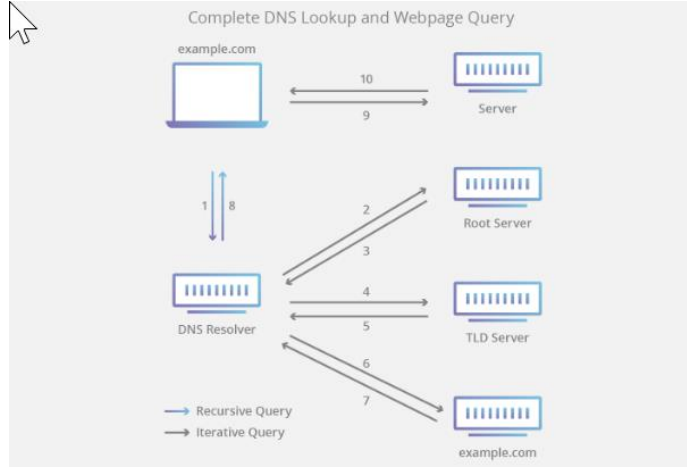 Complete DNS Lookup and Webpage Query
example.com
10
9
Server
1
8
2
3
Root Server
4
5
DNS Resolver
TLD Server
6
7
Recursive Query
Iterative Query
example.com